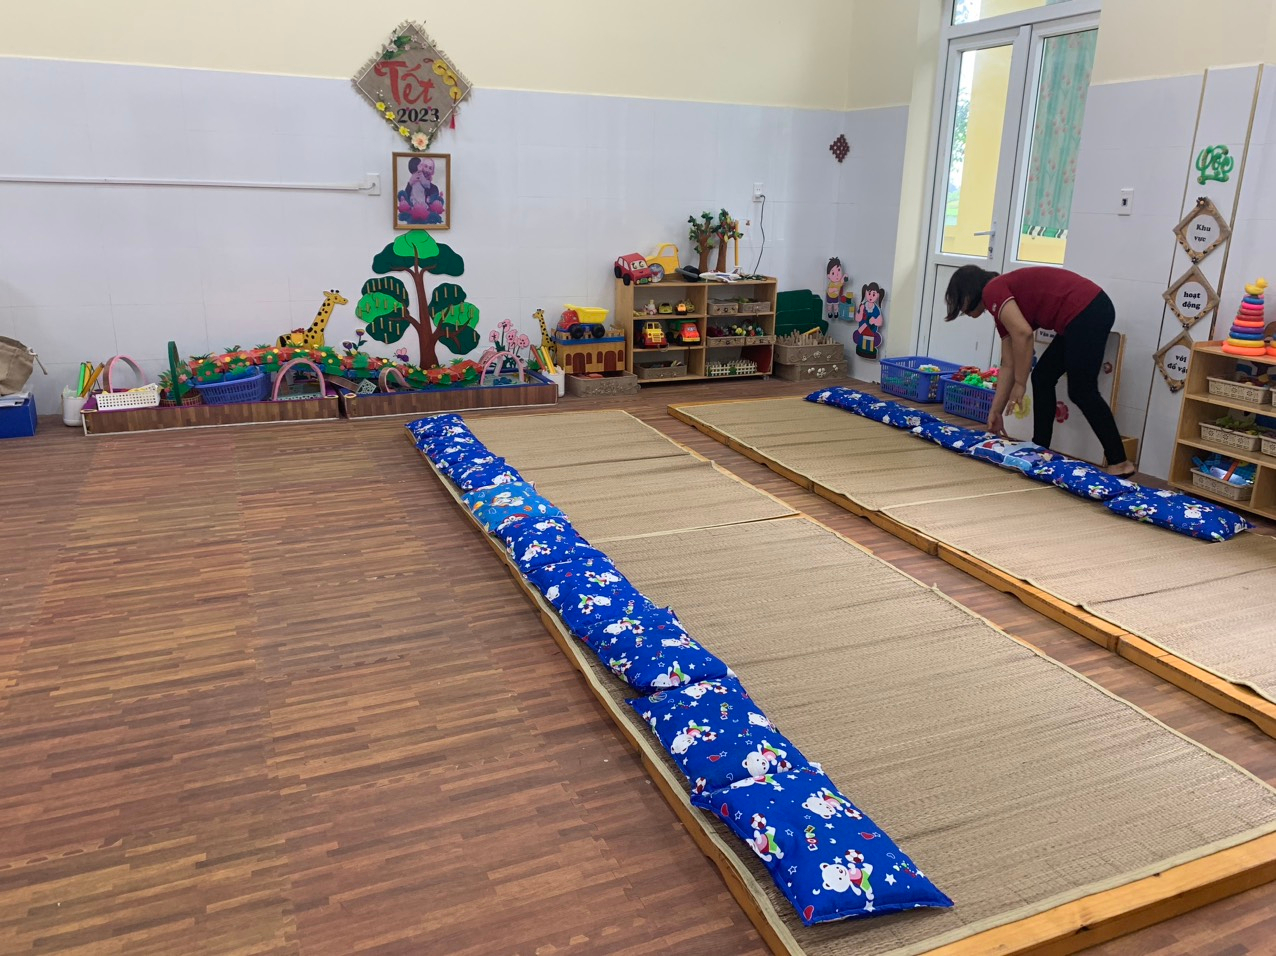 Tết
2023
Khu
vực
hoạt
động
với
đồ vật